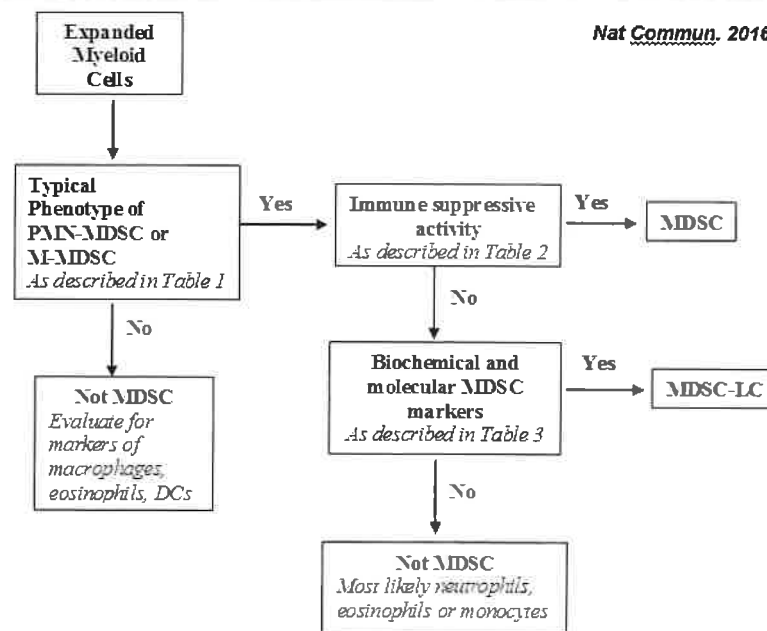 Nat Commun. 2016
Expanded
Myeloid
Cells
Typical
Phenotype of
PMN-MDSC or
M-MDSC
As described in Table 1
Yes
Immune suppressive
activity
As described in Table 2
Yes
MDSC
No
No
Not MDSC
Evaluate for
markers of
macrophages,
eosinophils, DCs
Biochemical and
molecular MDSC
markers
As described in Table 3
Yes
MDSC-LC
No
Not MDSC
Most likely neutrophils,
eosinophils or monocytes